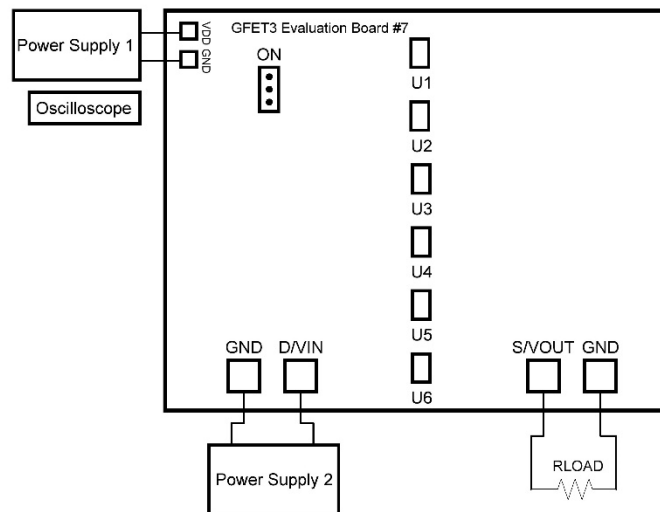 GFET3 Evaluation Board #7
Power Supply 1
VDD
GND
ON
Oscilloscope
U1
U2
U3
U4
U5
U6
GND D/VIN
S/VOUT GND
Power Supply 2
RLOAD